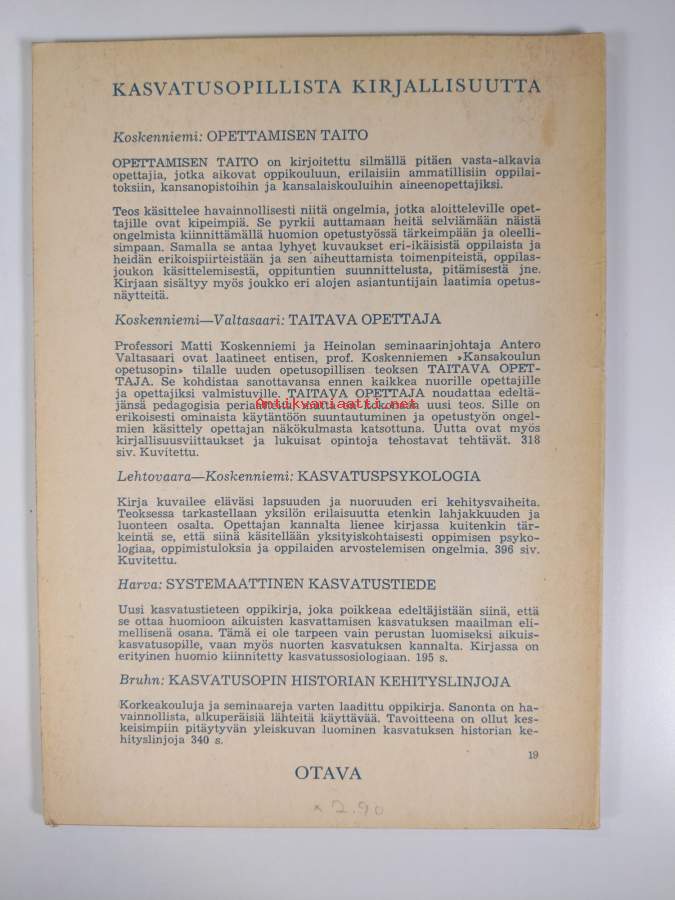 KASVATUSOPILLISTA KIRJALLISUUTTA
Koskenniemi: OPETTAMISEN TAITO
OPETTAMISEN TAITO on kirjoitettu silmällä pitäen vasta-alkavia
opettajia, jotka aikovat oppikouluun, erilaisiin ammatillisiin oppilai-
toksiin, kansanopistoihin ja kansalaiskouluihin aineenopettajiksi.
Teos käsittelee havainnollisesti niitä ongelmia, jotka aloitteleville opet-
tajille ovat kipeimpiä. Se pyrkii auttamaan heitä selviämään näistä
ongelmista kiinnittämällä huomion opetustyössä tärkeimpään ja oleelli-
simpaan. Samalla se antaa lyhyet kuvaukset eri-ikäisistä oppilaista ja
heidän erikoispiirteistään ja sen aiheuttamista toimenpiteistä, oppilas-
joukon käsittelemisestä, oppituntien suunnittelusta, pitämisestä jne.
Kirjaan sisältyy myös joukko eri alojen asiantuntijain laatimia opetus-
näytteitä.
Koskenniemi—Valtasaari: TAITAVA OPETTAJA
Professori Matti Koskenniemi ja Heinolan seminaarinjohtaja Antero
Valtasaari ovat laatineet entisen, prof. Koskenniemen »Kansakoulun
opetusopin» tilalle uuden opetusopillisen teoksen TAITAVA OPET-
TAJA. Se kohdistaa sanottavansa ennen kaikkea nuorille opettajille
ja opettajiksi valmistuville. TAITAVA OPETTAJA noudattaa edeltä-
jänsä pedagogisia periaatteita, mutta on kokonaan uusi teos. Sille on
Antikvariaatti.net
erikoisesti ominaista käytäntöön suuntautuminen ja opetustyön ongel-
mien käsittely opettajan näkökulmasta katsottuna. Uutta ovat myös
kirjallisuusviittaukset ja lukuisat opintoja tehostavat tehtävät. 318
siv. Kuvitettu.
Lehtovaara—Koskenniemi: KASVATUSPSYKOLOGIA
Kirja kuvailee eläväsi lapsuuden ja nuoruuden eri kehitysvaiheita.
Teoksessa tarkastellaan yksilön erilaisuutta etenkin lahjakkuuden ja
luonteen osalta. Opettajan kannalta lienee kirjassa kuitenkin tär-
keintä se, että siinä käsitellään yksityiskohtaisesti oppimisen psyko-
logiaa, oppimistuloksia ja oppilaiden arvostelemisen ongelmia. 396 siv.
Kuvitettu.
Harva: SYSTEMAATTINEN KASVATUSTIEDE
Uusi kasvatustieteen oppikirja, joka poikkeaa edeltäjistään siinä, että
se ottaa huomioon aikuisten kasvattamisen kasvatuksen maailman eli-
mellisenä osana. Tämä ei ole tarpeen vain perustan luomiseksi aikuis-
kasvatusopille, vaan myös nuorten kasvatuksen kannalta. Kirjassa on
erityinen huomio kiinnitetty kasvatussosiologiaan. 195 s.
Bruhn: KASVATUSOPIN HISTORIAN KEHITYSLINJOJA
Korkeakouluja ja seminaareja varten laadittu oppikirja. Sanonta on ha-
vainnollista, alkuperäisiä lähteitä käyttävää. Tavoitteena on ollut kes-
keisimpiin pitäytyvän yleiskuvan luominen kasvatuksen historian ke-
hityslinjoja 340 s.
19
OTAVA
x 2.90